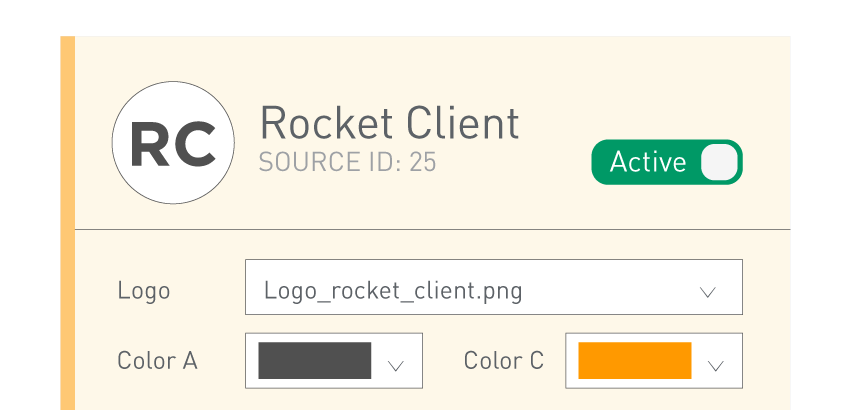 RC
Rocket Client
SOURCE ID: 25
Active
Logo
Logo_rocket_client.png
Color A
Color C